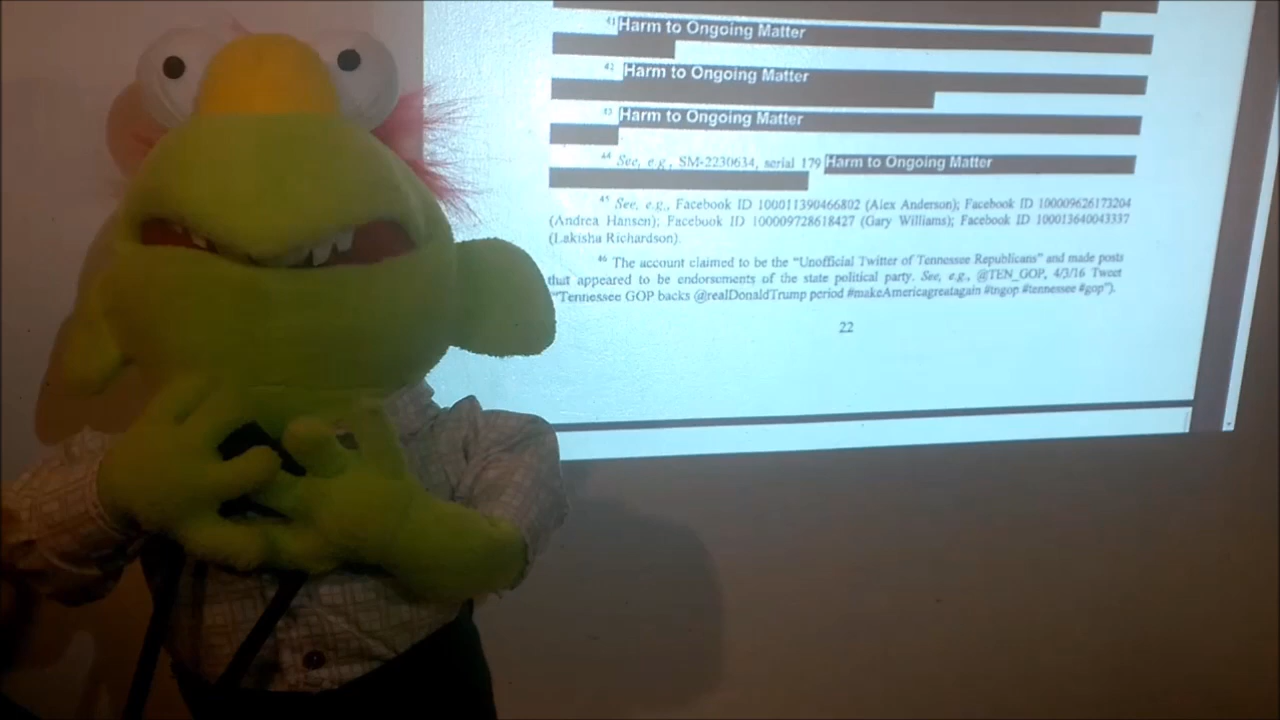 41 Harm to Ongoing Matter
42 Harm to Ongoing Matter
43 Harm to Ongoing Matter
44 See, e.g., SM-2230634, serial 179 Harm to Ongoing Matter
45 See, e.g., Facebook ID 100011390466802 (Alex Anderson); Facebook ID 100009626173204
(Andrea Hansen); Facebook ID 100009728618427 (Gary Williams); Facebook ID 100013640043337
(Lakisha Richardson).
46 The account claimed to be the “Unofficial Twitter of Tennessee Republicans” and made posts
that appeared to be endorsements of the state political party. See, e.g., @TEN_GOP, 4/3/16 Tweet
(“Tennessee GOP backs @realDonaldTrump period #makeAmericagreatagain #tngop #tennessee #gop”).
22